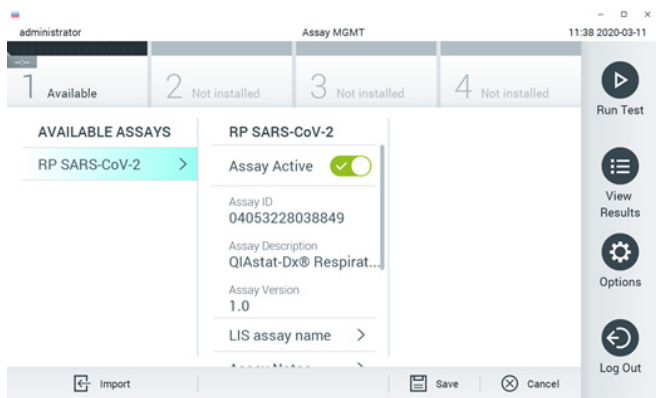 administrator Assay MGMT 11:38 2020-03-11
--:--
1 Available
2 Not installed
3 Not installed
4 Not installed
Run Test
View
Results
Options
Log Out
AVAILABLE ASSAYS
RP SARS-CoV-2
RP SARS-CoV-2
Assay Active
Assay ID
04053228038849
Assay Description
QIAstat-Dx® Respirat...
Assay Version
1.0
LIS assay name
Import
Save
Cancel